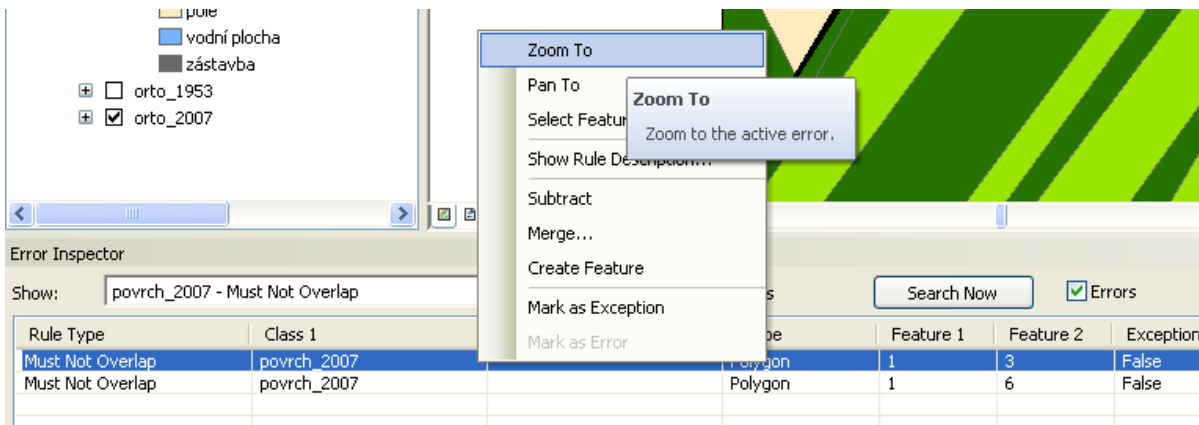 pole
vodní plocha
zástavba
orto_1953
orto_2007
Zoom To
Pan To
Select Featur
Show Rule Description...
Subtract
Merge...
Create Feature
Mark as Exception
Mark as Error
Zoom To
Zoom to the active error.
Error Inspector
Show: povrch_2007 - Must Not Overlap Search Now Errors
Rule Type Class 1 Feature 1 Feature 2 Exception
Must Not Overlap povrch_2007 Polygon 1 3 False
Must Not Overlap povrch_2007 Polygon 1 6 False